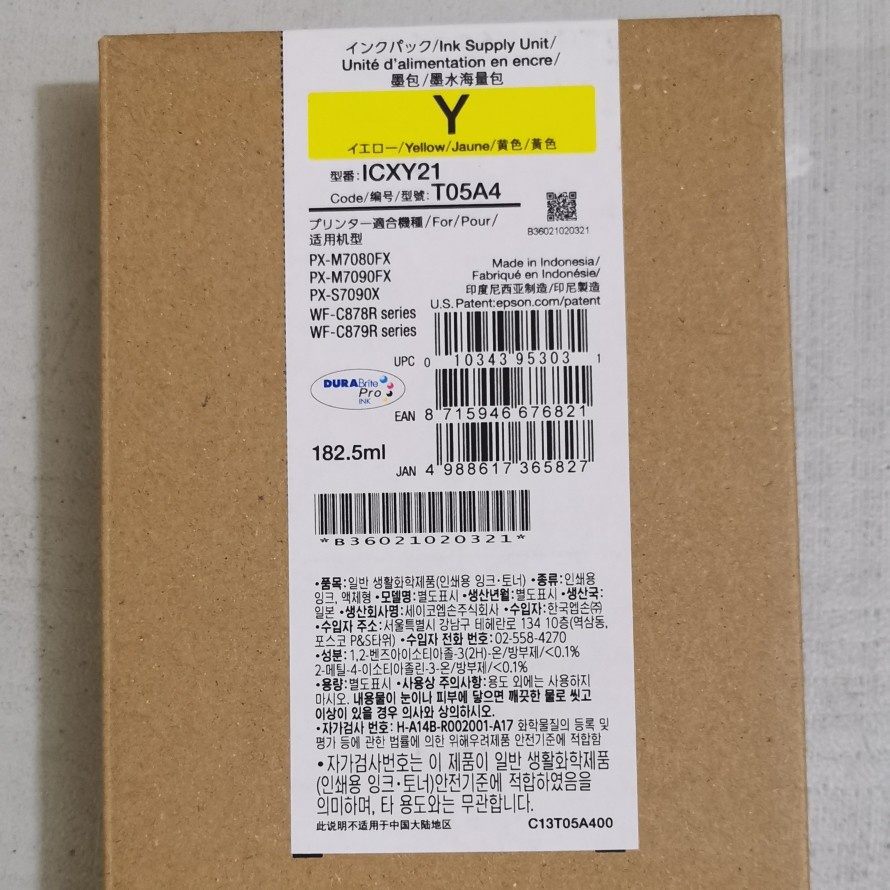 インクパック/Ink Supply Unit/
Unité d'alimentation en encre/
墨包/墨水海量包
Y
イエロー/Yellow/Jaune/黄色/黃色
型番:ICXY21
Code/编号/型號:T05A4
B36021020321
プリンター適合機種/For/Pour/
适用机型
PX-M7080FX
PX-M7090FX
PX-S7090X
WF-C878R series
WF-C879R series
Made in Indonesia/
Fabriqué en Indonésie/
印度尼西亚制造/印尼製造
U.S.Patent:epson.com/patent
UPC 0 10343 95303 1
DURABrite
Pro
INK
EAN 8 715946 676821
182.5ml
JAN 4 988617 365827
*B36021020321*
•품목:일반 생활화학제품(인쇄용 잉크·토너) •종류:인쇄용
잉크, 액제형 •모델명:별도표시 •생산년월:별도표시 •생산국:
일본 •생산회사명:세이코엡손주식회사 •수입자:한국엡손㈜
•수입자 주소:서울특별시 강남구 테헤란로 134 10층(역삼동,
포스코 P&S타워) •수입자 전화 번호:02-558-4270
•성분:1,2-벤즈아이소티아졸-3(2H)-온/방부제/<0.1%
2-메틸-4-이소티아졸린-3-온/방부제/<0.1%
•용량:별도표시 •사용상 주의사항:용도 외에는 사용하지
마시오. 내용물이 눈이나 피부에 닿으면 깨끗한 물로 씻고
이상이 있을 경우 의사와 상의하시오.
•자가검사 번호: H-A14B-R002001-A17 화학물질의 등록 및
평가 등에 관한 법률에 의한 위해우려제품 안전기준에 적합함
•자가검사번호는 이 제품이 일반 생활화학제품
(인쇄용 잉크·토너)안전기준에 적합하였음을
의미하며, 타 용도와는 무관합니다.
此说明不适用于中国大陆地区
C13T05A400